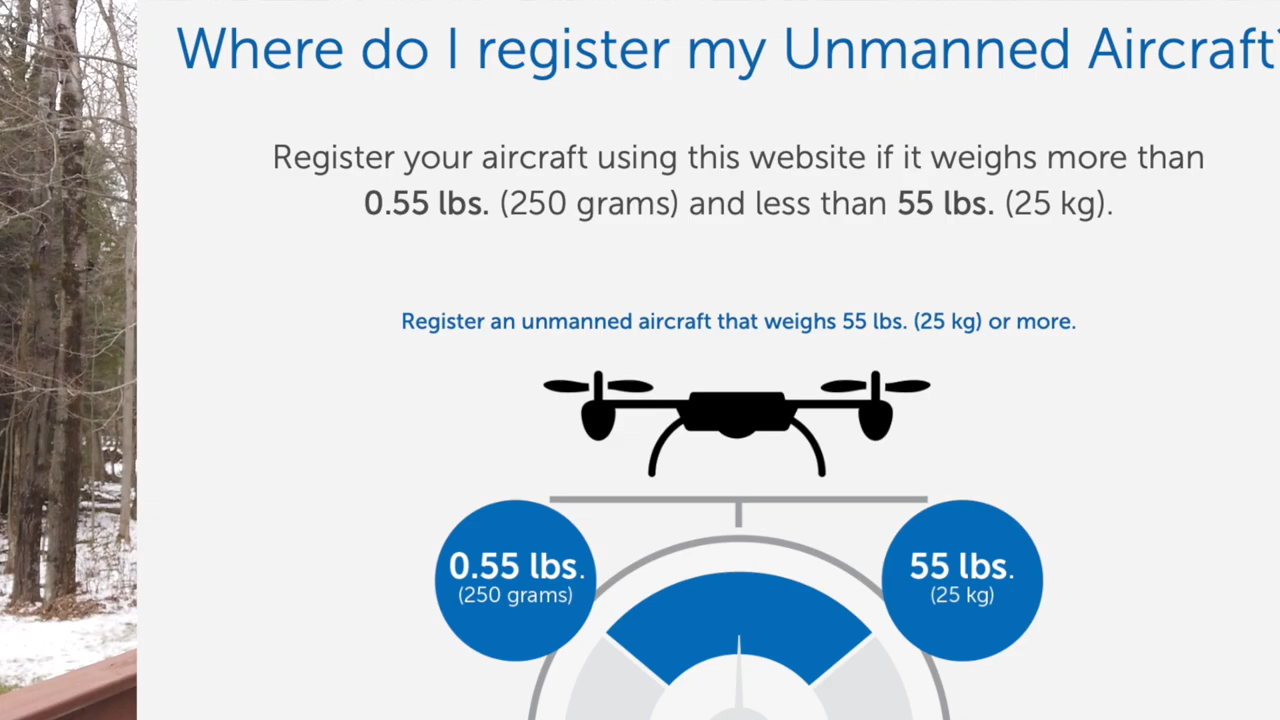 Where do I register my Unmanned Aircraft?
Register your aircraft using this website if it weighs more than
0.55 lbs. (250 grams) and less than 55 lbs. (25 kg).
Register an unmanned aircraft that weighs 55 lbs. (25 kg) or more.
0.55 lbs.
(250 grams)
55 lbs.
(25 kg)